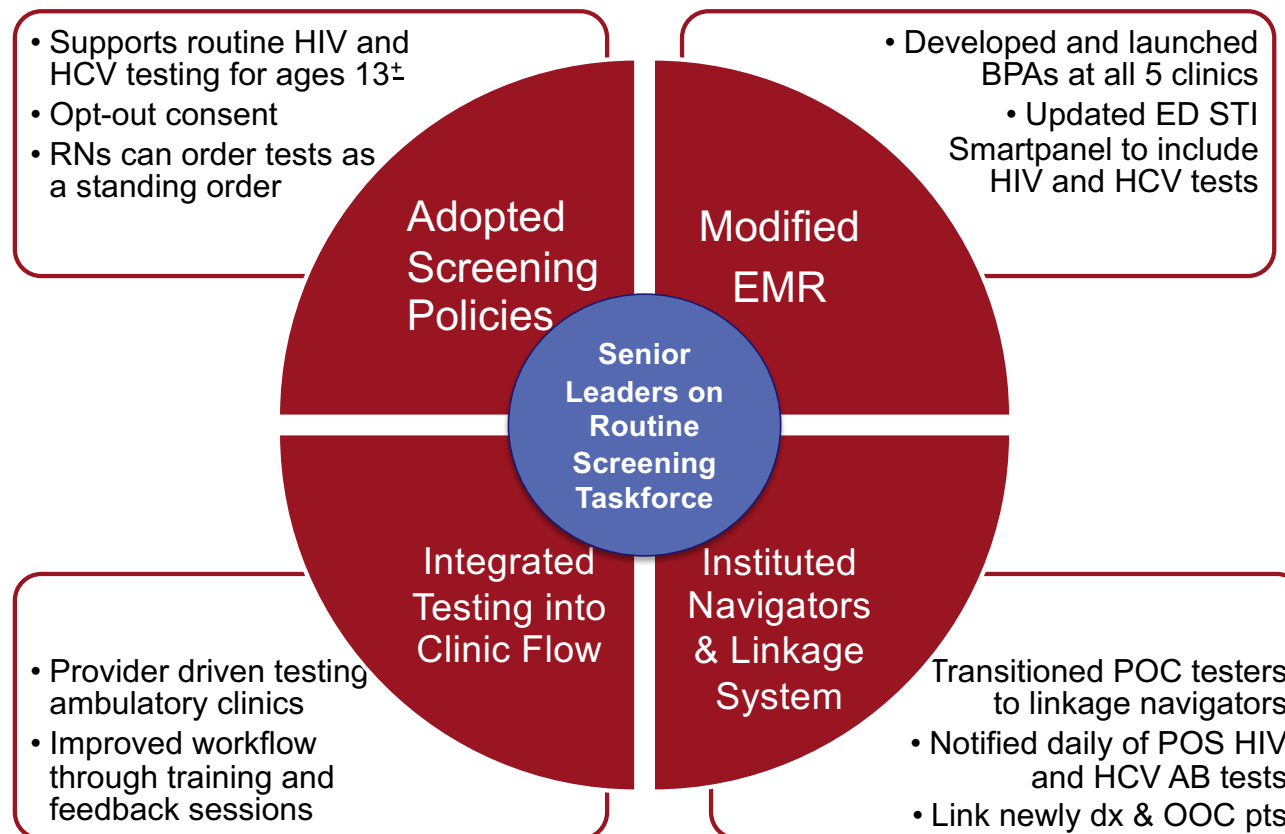 • Supports routine HIV and
HCV testing for ages 13±
• Opt-out consent
• RNs can order tests as
a standing order
• Developed and launched
BPAs at all 5 clinics
• Updated ED STI
Smartpanel to include
HIV and HCV tests
Adopted
Screening
Policies
Modified
EMR
Senior
Leaders on
Routine
Screening
Taskforce
Integrated
Testing into
Clinic Flow
Instituted
Navigators
& Linkage
System
• Provider driven testing
ambulatory clinics
• Improved workflow
through training and
feedback sessions
Transitioned POC testers
to linkage navigators
• Notified daily of POS HIV
and HCV AB tests
• Link newly dx & OOC pts